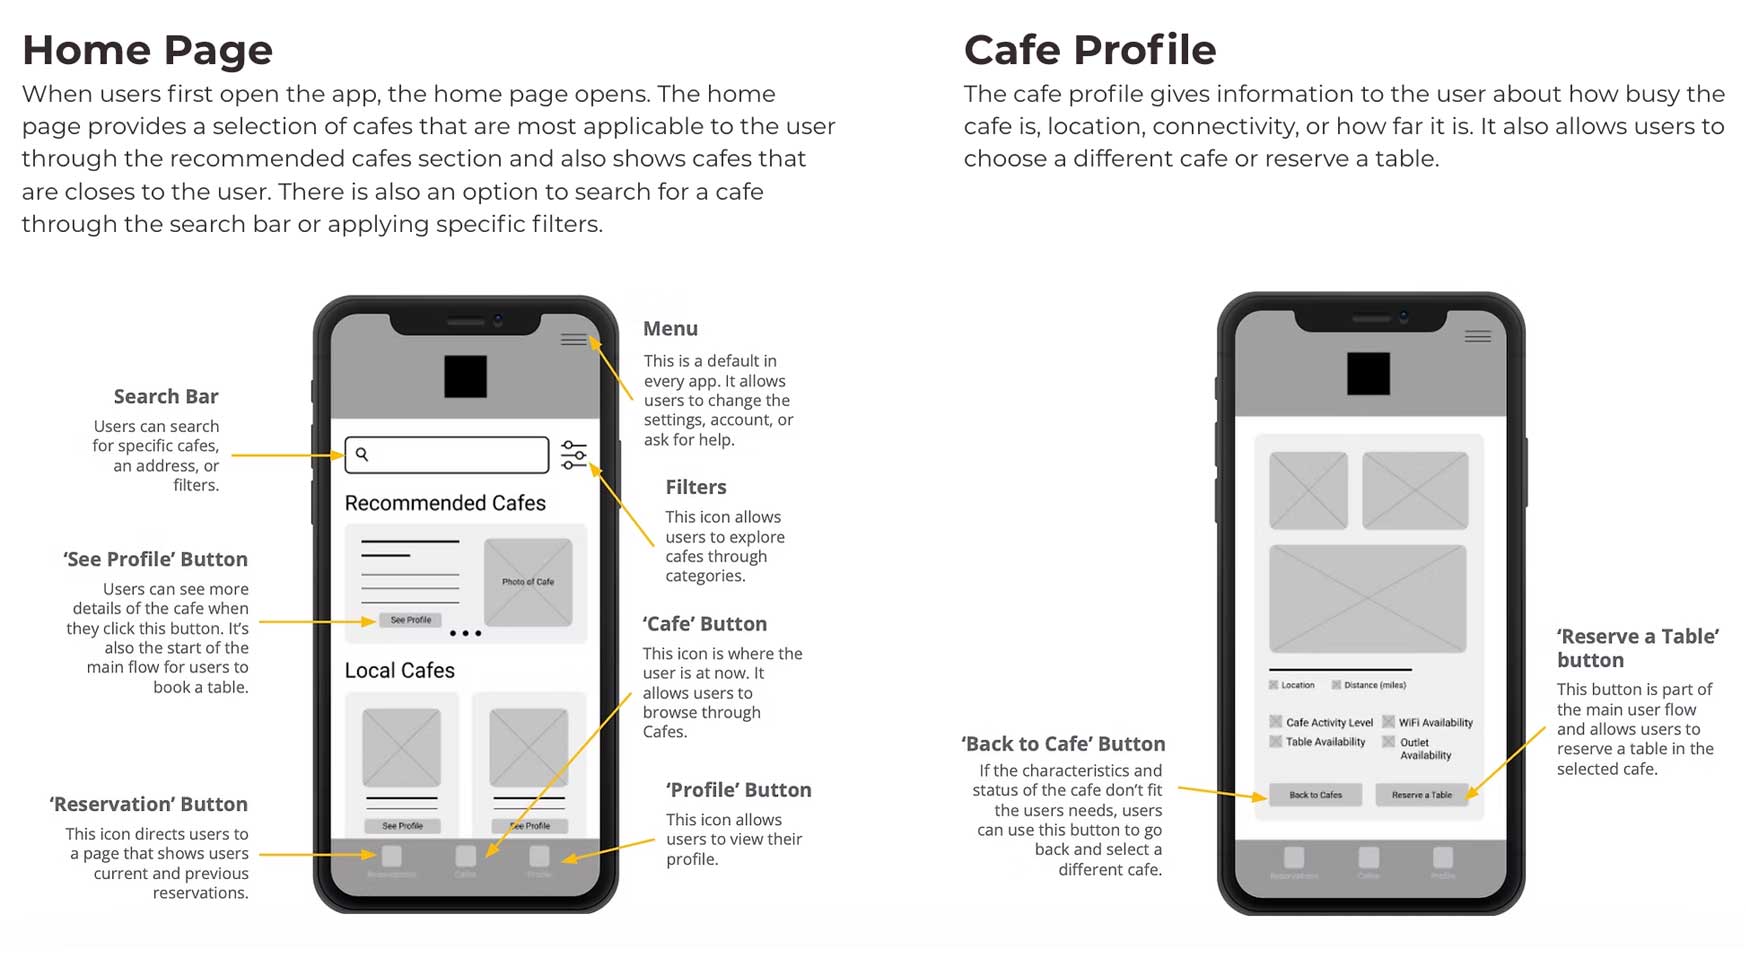 Home Page
When users first open the app, the home page opens. The home
page provides a selection of cafes that are most applicable to the user
through the recommended cafes section and also shows cafes that
are closes to the user. There is also an option to search for a cafe
through the search bar or applying specific filters.
Search Bar
Users can search
for specific cafes,
an address, or
filters.
‘See Profile’ Button
Users can see more
details of the cafe when
they click this button. It’s
also the start of the
main flow for users to
book a table.
‘Reservation’ Button
This icon directs users to
a page that shows users
current and previous
reservations.
Recommended Cafes
Photo of Cafe
See Profile
Local Cafes
See Profile
See Profile
Reservations
Cafes
Profile
Menu
This is a default in
every app. It allows
users to change the
settings, account, or
ask for help.
Filters
This icon allows
users to explore
cafes through
categories.
‘Cafe’ Button
This icon is where the
user is at now. It
allows users to
browse through
Cafes.
‘Profile’ Button
This icon allows
users to view their
profile.
Cafe Profile
The cafe profile gives information to the user about how busy the
cafe is, location, connectivity, or how far it is. It also allows users to
choose a different cafe or reserve a table.
‘Back to Cafe’ Button
If the characteristics and
status of the cafe don’t fit
the users needs, users
can use this button to go
back and select a
different cafe.
Location
Distance (miles)
Cafe Activity Level
WiFi Availability
Table Availability
Outlet
Availability
Back to Cafes
Reserve a Table
Reservations
Cafes
Profile
‘Reserve a Table’
button
This button is part of
the main user flow
and allows users to
reserve a table in the
selected cafe.